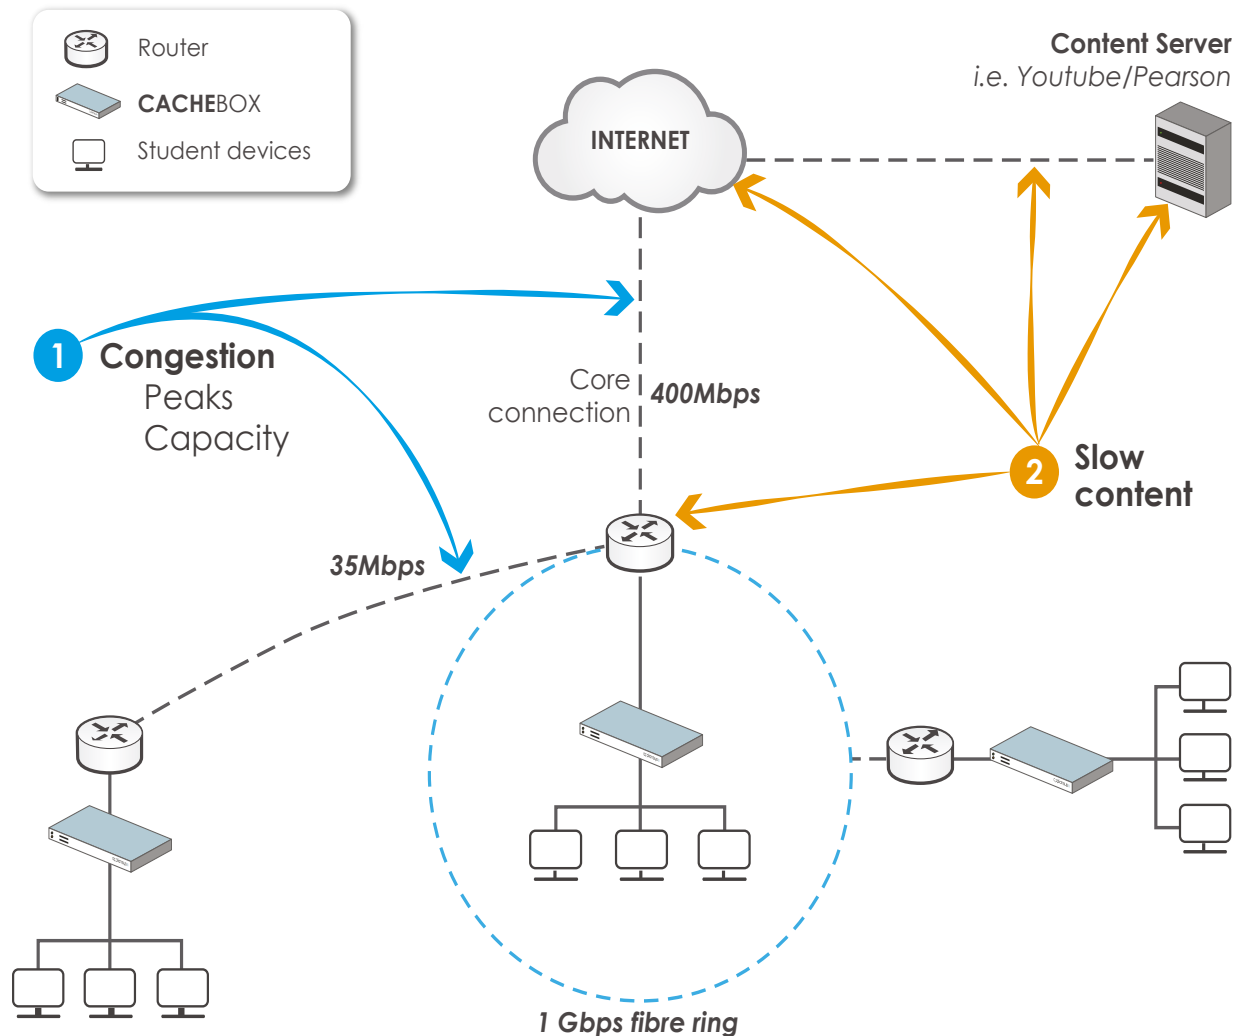 Router
CACHEBOX
Student devices
Content Server
i.e. Youtube/Pearson
INTERNET
1 Congestion
Peaks
Capacity
Core
connection
400Mbps
2 Slow
content
35Mbps
1 Gbps fibre ring